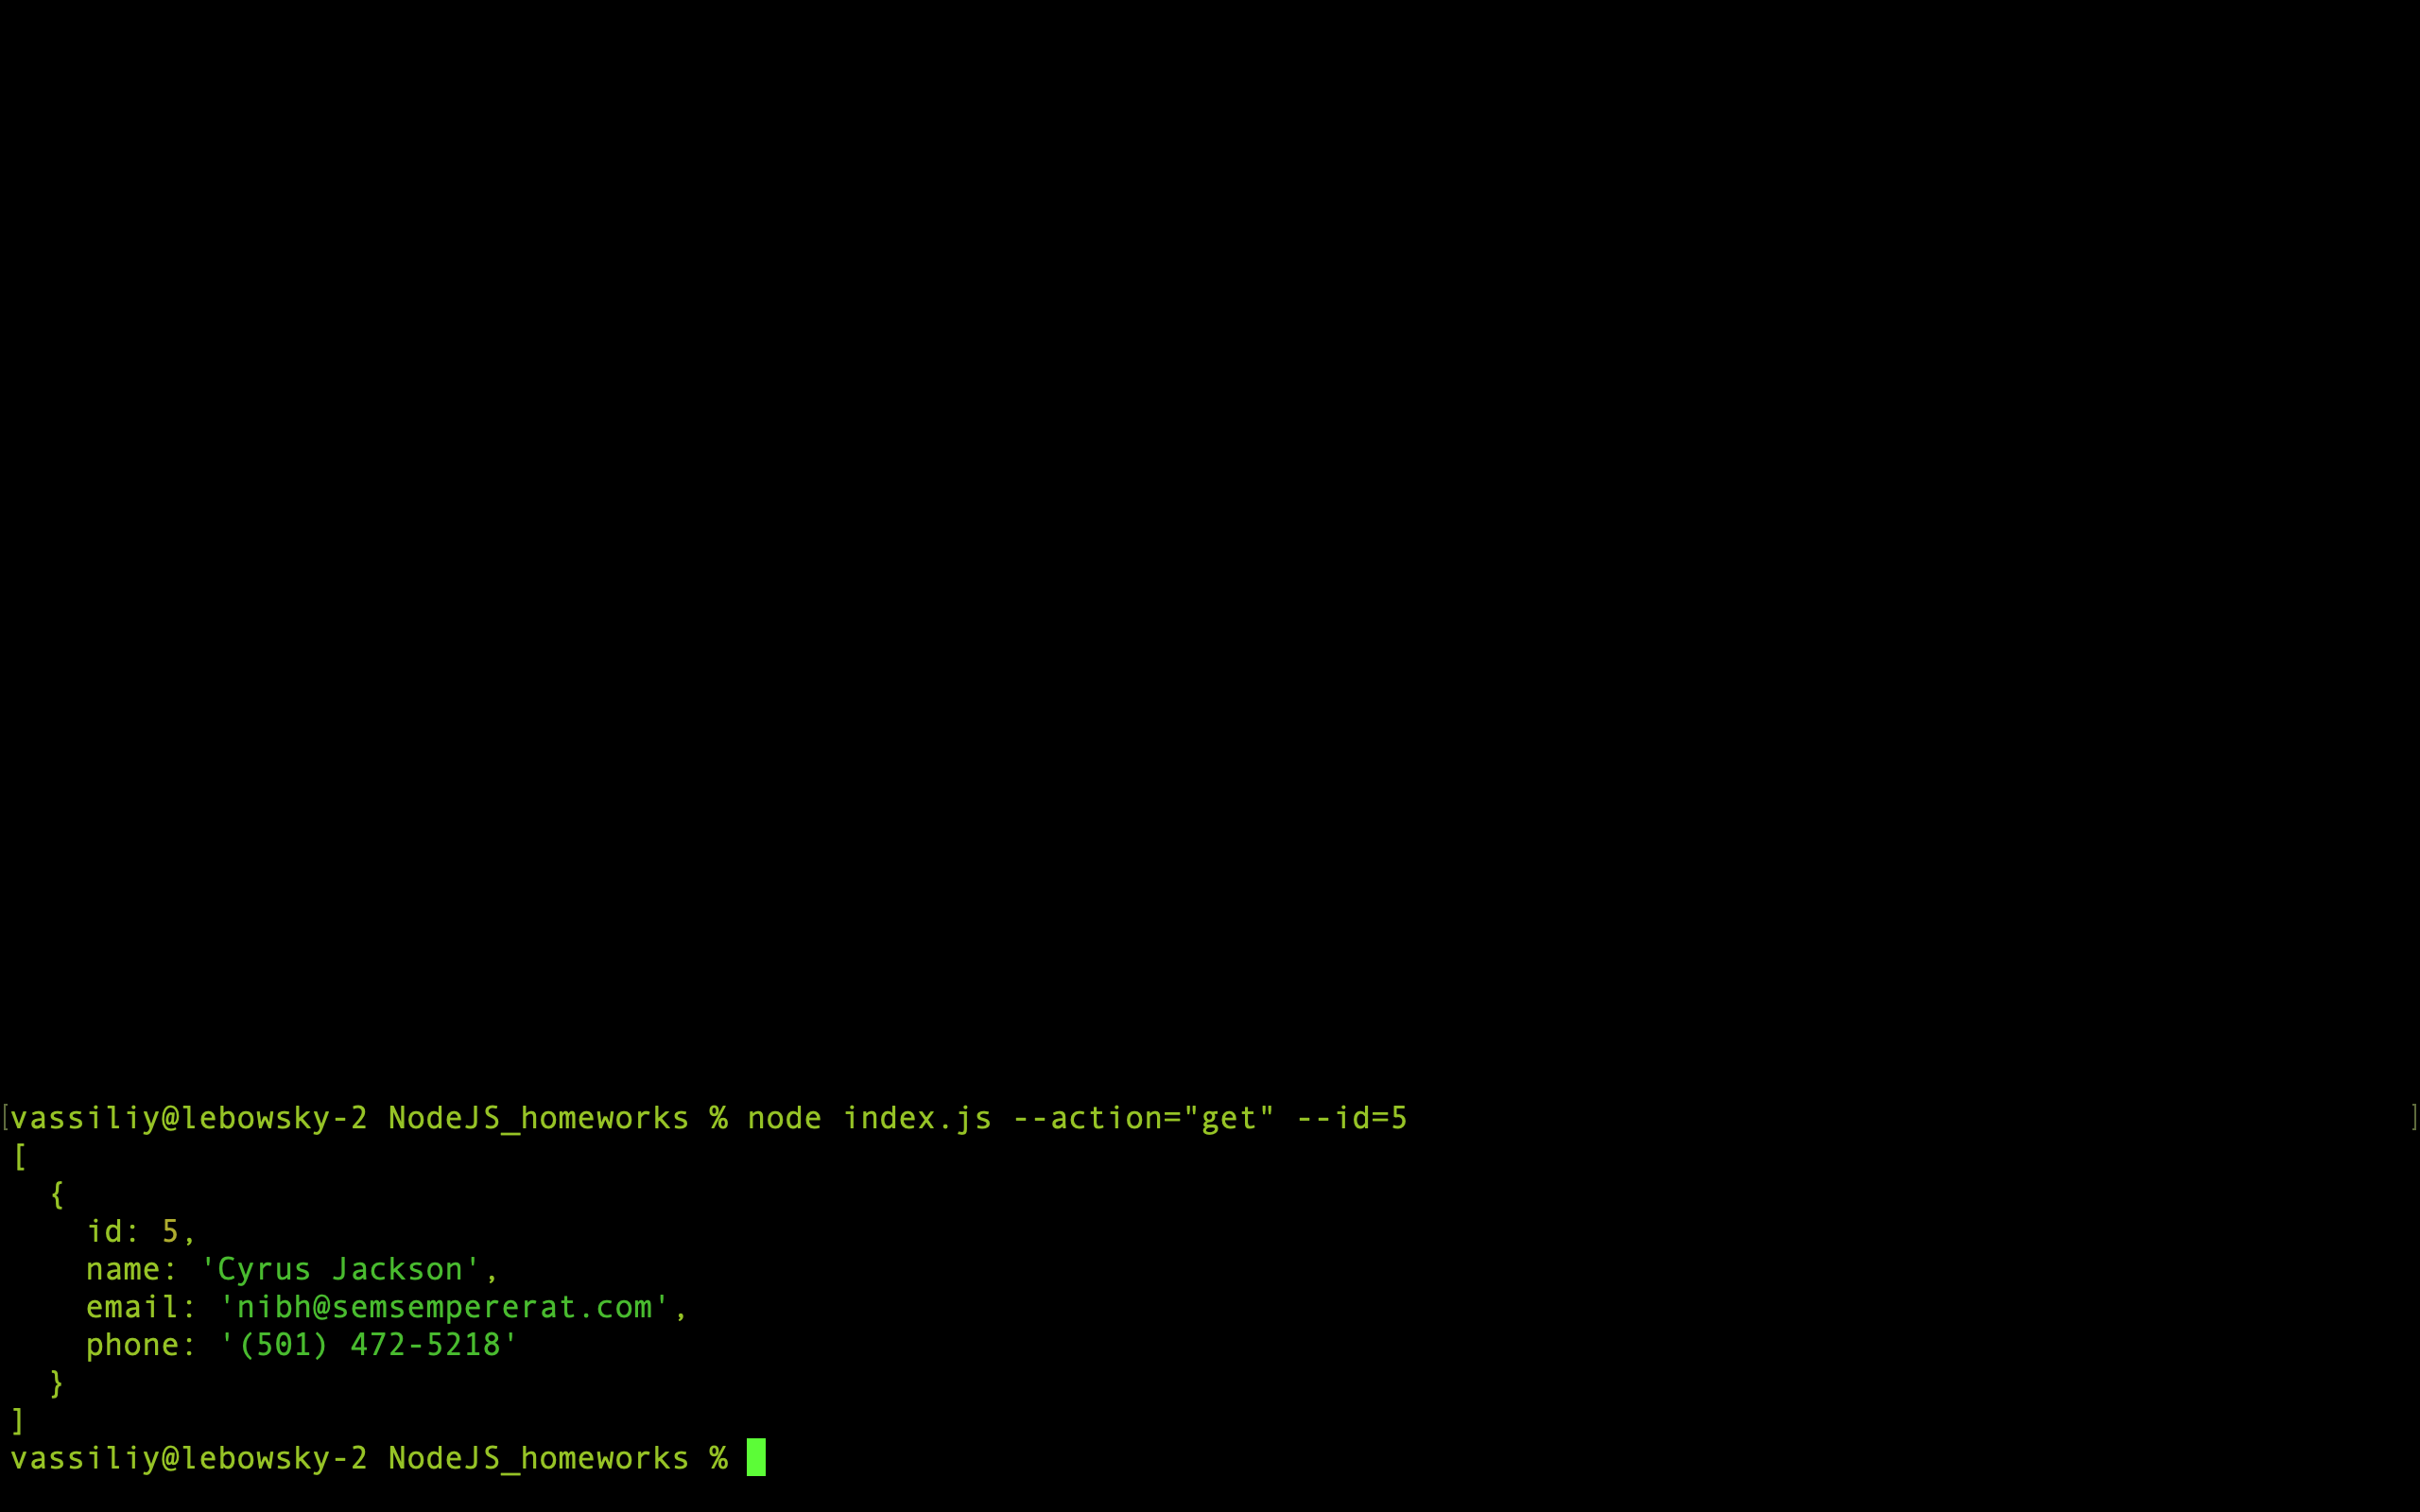 [vassiliy@lebowsky-2 NodeJS_homeworks % node index.js --action="get" --id=5 ]
[
  {
    id: 5,
    name: 'Cyrus Jackson',
    email: 'nibh@semsempererat.com',
    phone: '(501) 472-5218'
  }
]
vassiliy@lebowsky-2 NodeJS_homeworks %